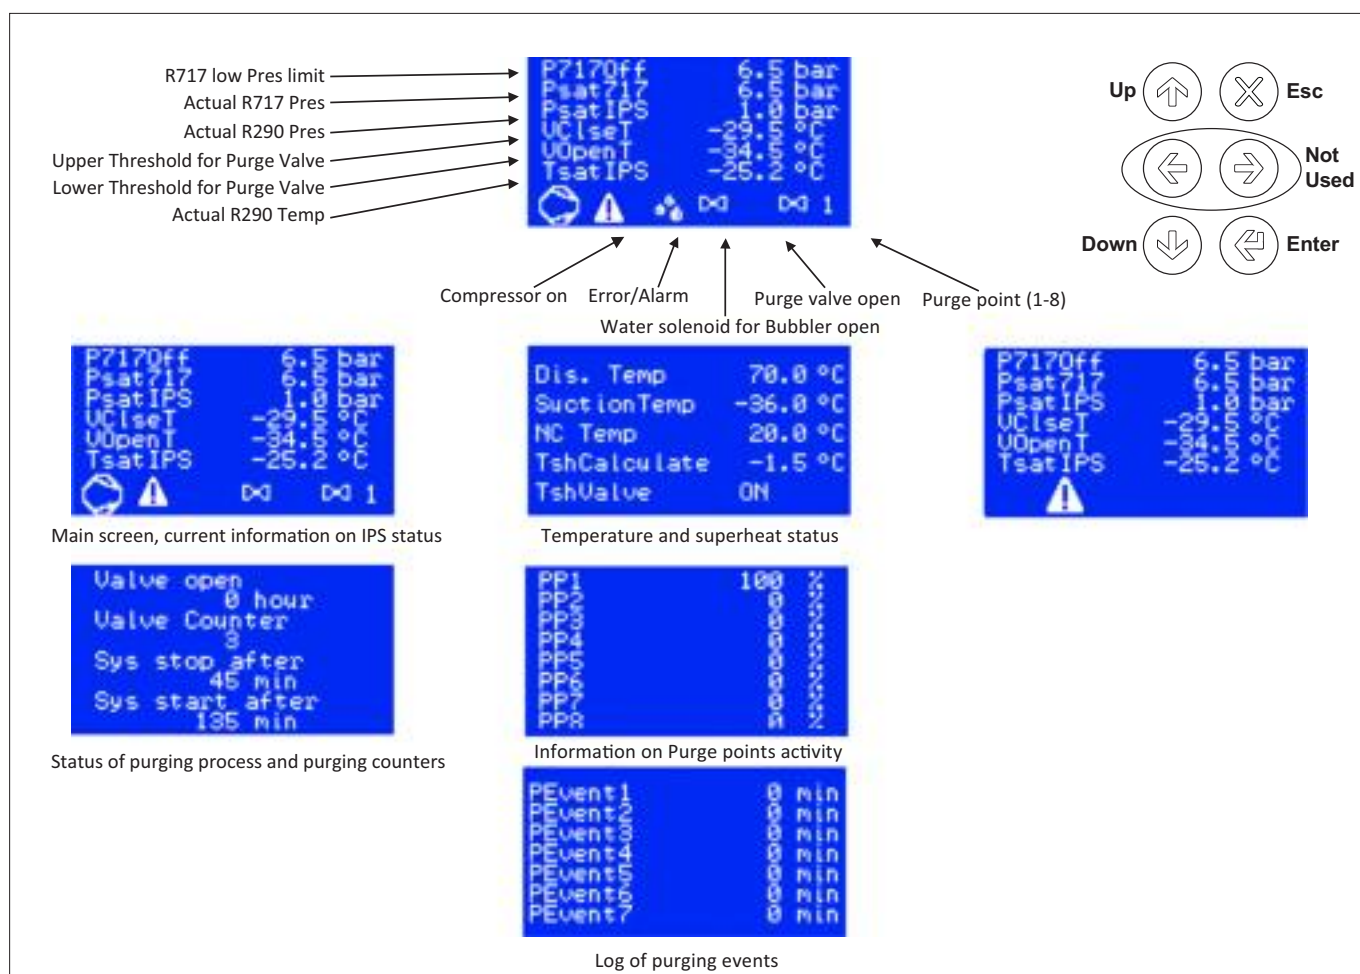 R717 low Pres limit
Actual R717 Pres
Actual R290 Pres
Upper Threshold for Purge Valve
Lower Threshold for Purge Valve
Actual R290 Temp
P717Off 6.5 bar
Psat717 6.5 bar
PsatIPS 1.0 bar
VClseT -29.5 °C
VOpenT -34.5 °C
TsatIPS -25.2 °C
1
Up
Esc
Not
Used
Down
Enter
Compressor on
Error/Alarm
Water solenoid for Bubbler open
Purge valve open
Purge point (1-8)
P717Off 6.5 bar
Psat717 6.5 bar
PsatIPS 1.0 bar
VClseT -29.5 °C
VOpenT -34.5 °C
TsatIPS -25.2 °C
1
Main screen, current information on IPS status
Dis. Temp 70.0 °C
SuctionTemp -36.0 °C
NC Temp 20.0 °C
TshCalculate -1.5 °C
TshValve ON
Temperature and superheat status
P717Off 6.5 bar
Psat717 6.5 bar
PsatIPS 1.0 bar
VClseT -29.5 °C
VOpenT -34.5 °C
TsatIPS -25.2 °C
Valve open
0 hour
Valve Counter
3
Sys stop after
45 min
Sys start after
135 min
Status of purging process and purging counters
PP1 100 %
PP2 0 %
PP3 0 %
PP4 0 %
PP5 0 %
PP6 0 %
PP7 0 %
PP8 0 %
Information on Purge points activity
PEvent1 0 min
PEvent2 0 min
PEvent3 0 min
PEvent4 0 min
PEvent5 0 min
PEvent6 0 min
PEvent7 0 min
Log of purging events